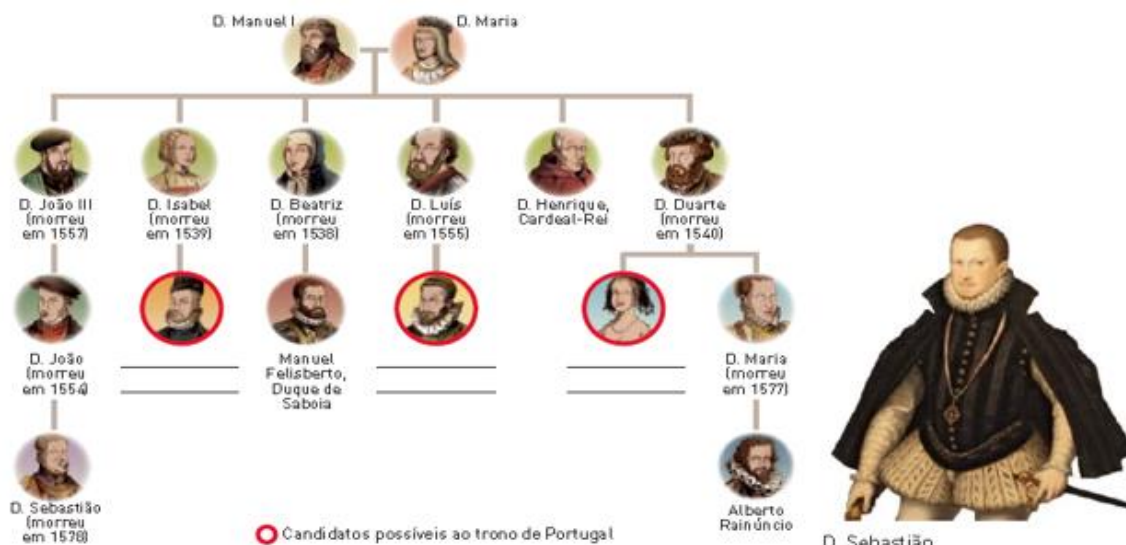 D. Manuel I
D. Maria
D. João III
(morreu
em 1557)
D. Isabel
(morreu
em 1539)
D. Beatriz
(morreu
em 1538)
D. Luís
(morreu
em 1555)
D. Henrique,
Cardeal-Rei
D. Duarte
(morreu
em 1540)
D. João
(morreu
em 1554)
Manuel
Felisberto,
Duque de
Saboia
D. Maria
(morreu
em 1577)
D. Sebastião
(morreu
em 1578)
Alberto
Rainúncio
Candidatos possíveis ao trono de Portugal
D. Sebastião